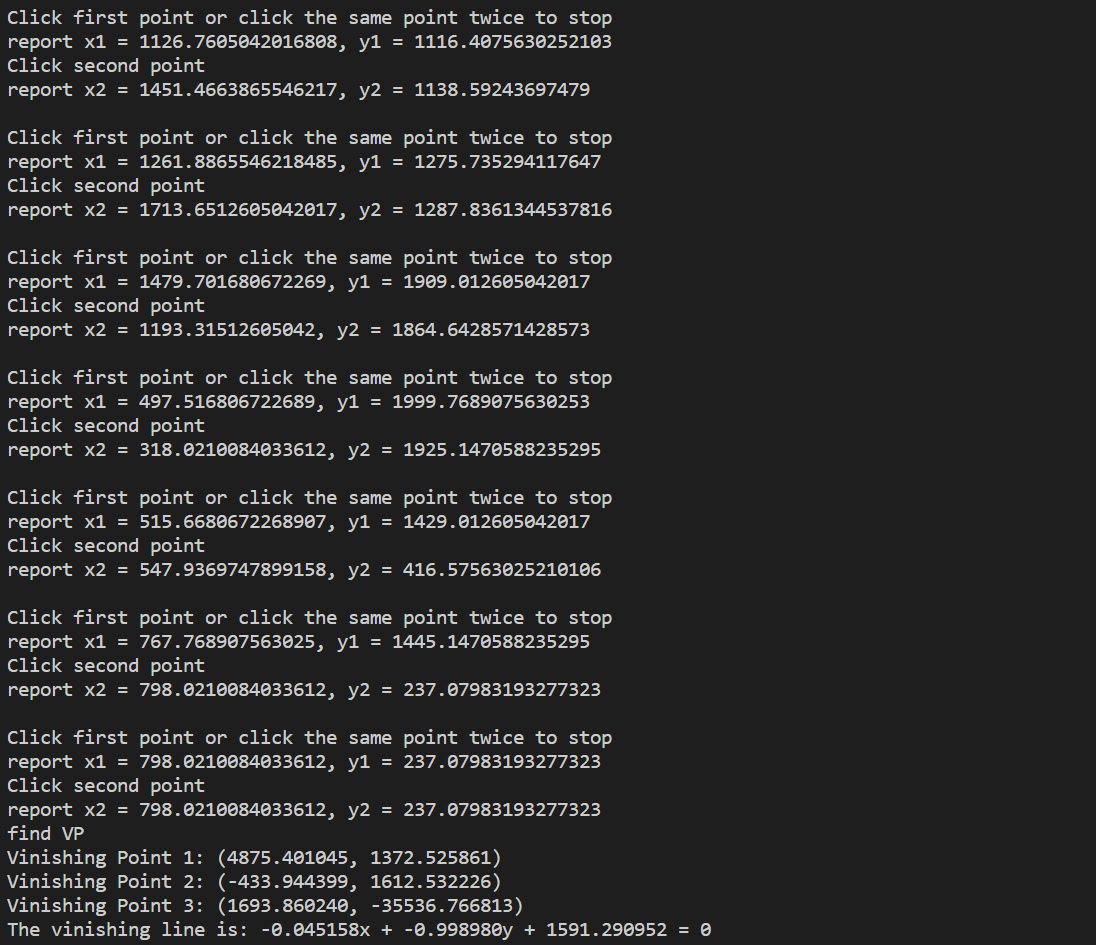 Click first point or click the same point twice to stop
report x1 = 1126.7605042016808, y1 = 1116.4075630252103
Click second point
report x2 = 1451.4663865546217, y2 = 1138.59243697479
Click first point or click the same point twice to stop
report x1 = 1261.8865546218485, y1 = 1275.735294117647
Click second point
report x2 = 1713.6512605042017, y2 = 1287.8361344537816
Click first point or click the same point twice to stop
report x1 = 1479.701680672269, y1 = 1909.012605042017
Click second point
report x2 = 1193.31512605042, y2 = 1864.6428571428573
Click first point or click the same point twice to stop
report x1 = 497.516806722689, y1 = 1999.7689075630253
Click second point
report x2 = 318.0210084033612, y2 = 1925.1470588235295
Click first point or click the same point twice to stop
report x1 = 515.6680672268907, y1 = 1429.012605042017
Click second point
report x2 = 547.9369747899158, y2 = 416.57563025210106
Click first point or click the same point twice to stop
report x1 = 767.768907563025, y1 = 1445.1470588235295
Click second point
report x2 = 798.0210084033612, y2 = 237.07983193277323
Click first point or click the same point twice to stop
report x1 = 798.0210084033612, y1 = 237.07983193277323
Click second point
report x2 = 798.0210084033612, y2 = 237.07983193277323
find VP
Vinishing Point 1: (4875.401045, 1372.525861)
Vinishing Point 2: (-433.944399, 1612.532226)
Vinishing Point 3: (1693.860240, -35536.766813)
The vinishing line is: -0.045158x + -0.998980y + 1591.290952 = 0